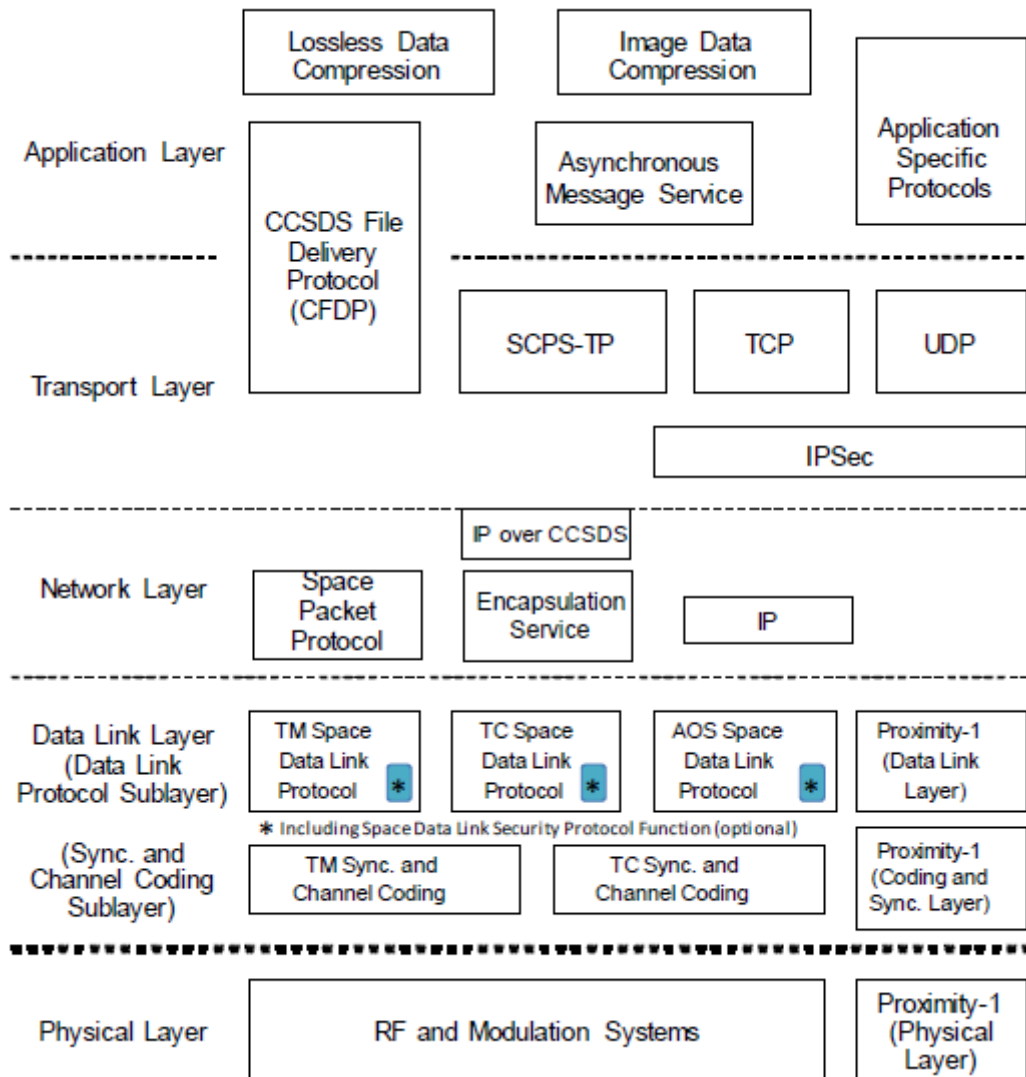 Lossless Data
Compression
Image Data
Compression
Application Layer
Application
Specific
Protocols
Asynchronous
Message Service
CCSDS File
Delivery
Protocol
(CFDP)
Transport Layer
SCPS-TP
TCP
UDP
IPSec
IP over CCSDS
Network Layer
Space
Packet
Protocol
Encapsulation
Service
IP
Data Link Layer
(Data Link
Protocol Sublayer)
TM Space
Data Link
Protocol *
TC Space
Data Link
Protocol *
AOS Space
Data Link
Protocol *
Proximity-1
(Data Link
Layer)
* Including Space Data Link Security Protocol Function (optional)
(Sync. and
Channel Coding
Sublayer)
TM Sync. and
Channel Coding
TC Sync. and
Channel Coding
Proximity-1
(Coding and
Sync. Layer)
Physical Layer
RF and Modulation Systems
Proximity-1
(Physical
Layer)